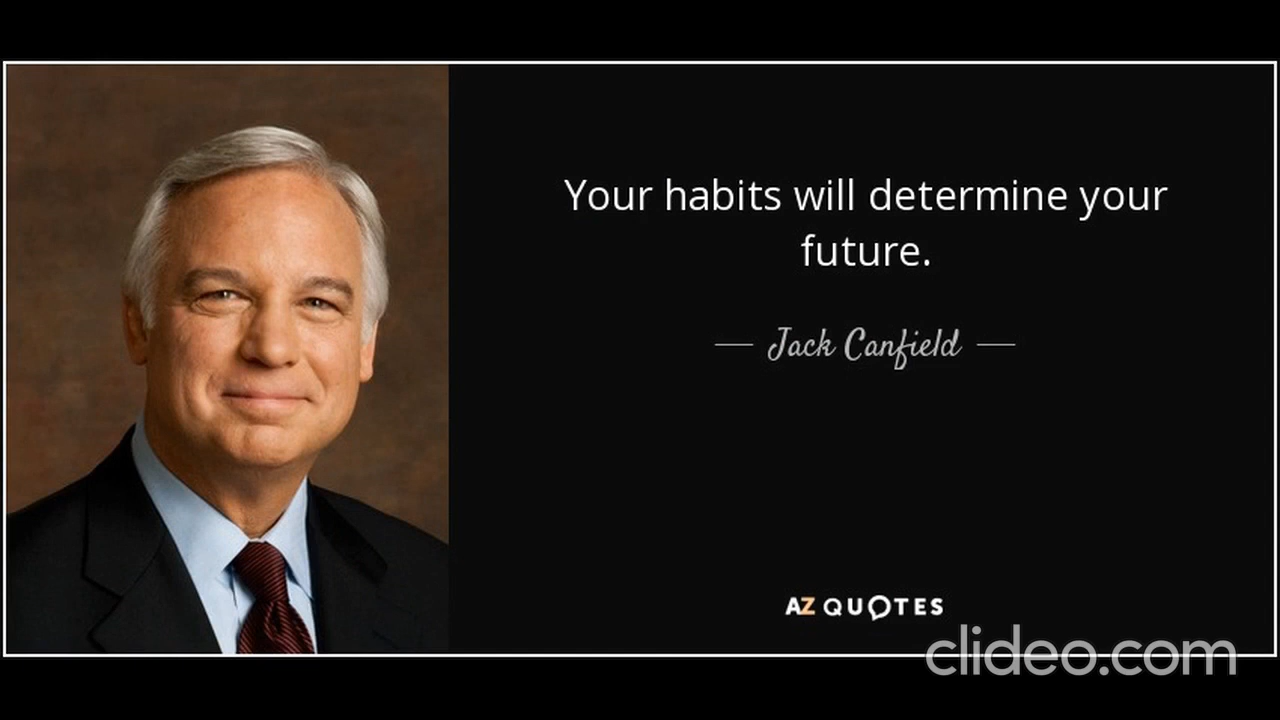 Your habits will determine your
future.
— Jack Canfield —
AZ QUOTES
clideo.com